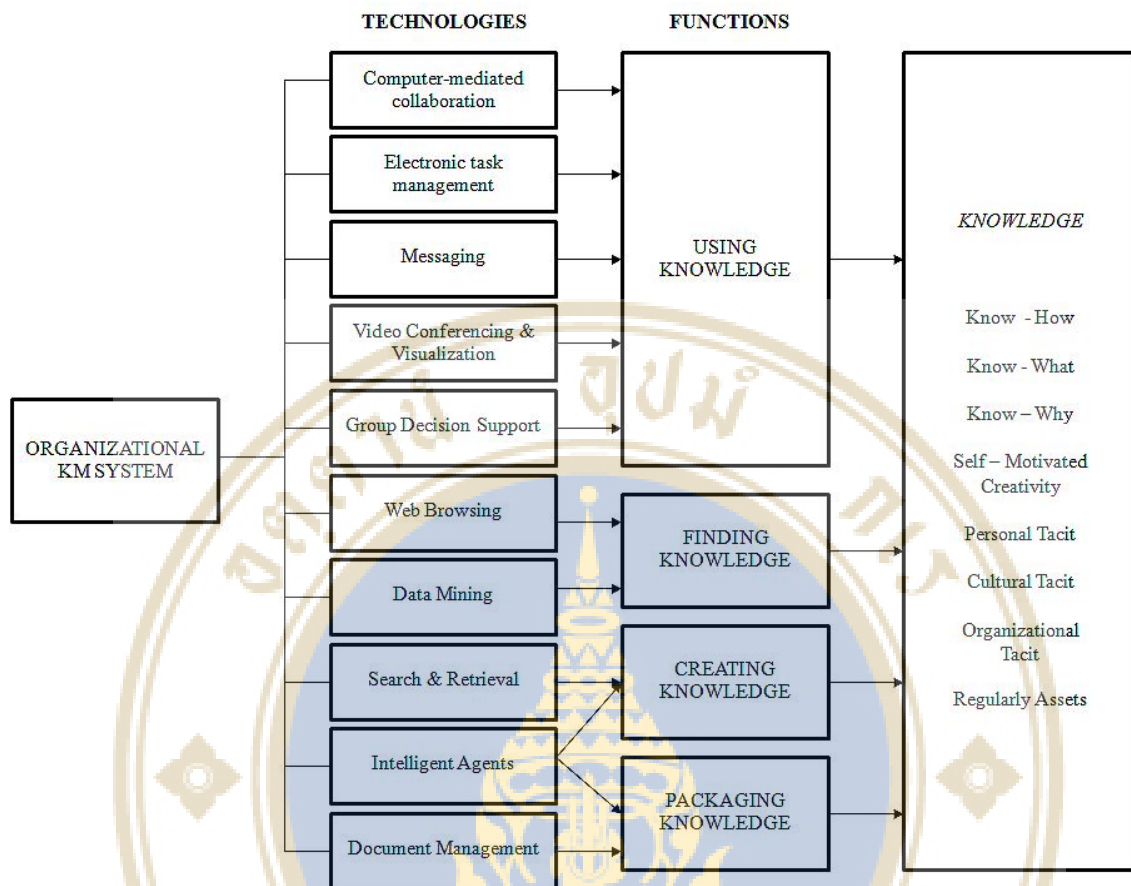 TECHNOLOGIES
FUNCTIONS
Computer-mediated
collaboration
Electronic task
management
Messaging
Video Conferencing &
Visualization
Group Decision Support
Web Browsing
Data Mining
Search & Retrieval
Intelligent Agents
Document Management
ORGANIZATIONAL
KM SYSTEM
USING
KNOWLEDGE
FINDING
KNOWLEDGE
CREATING
KNOWLEDGE
PACKAGING
KNOWLEDGE
KNOWLEDGE
Know - How
Know - What
Know – Why
Self – Motivated
Creativity
Personal Tacit
Cultural Tacit
Organizational
Tacit
Regularly Assets